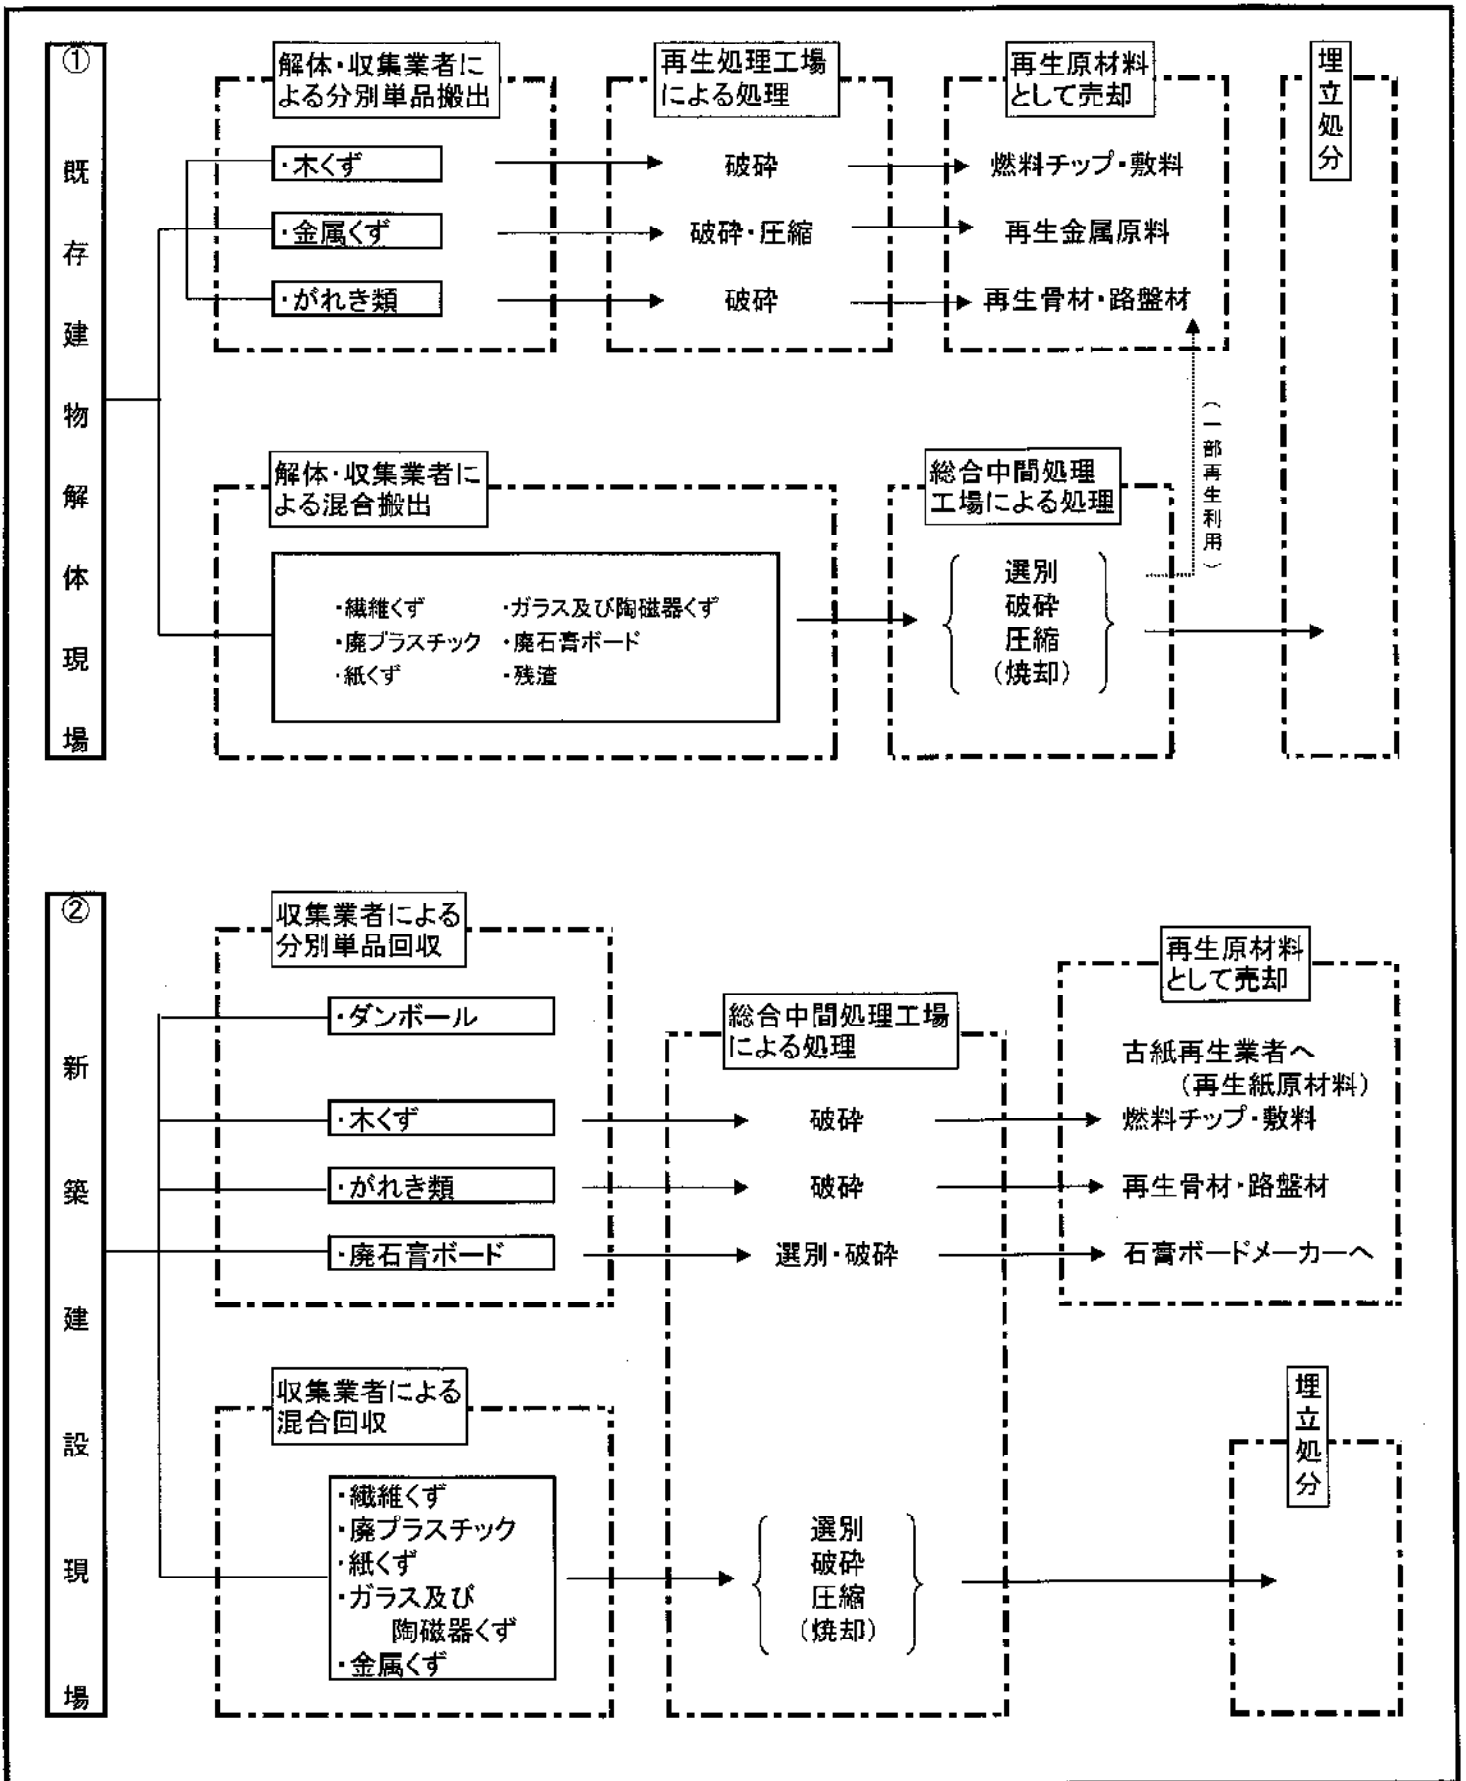 ①
既存建物解体現場
解体・収集業者に
よる分別単品搬出
再生処理工場
による処理
再生原材料
として売却
埋立処分
・木くず
破砕
燃料チップ・敷料
・金属くず
破砕・圧縮
再生金属原料
・がれき類
破砕
再生骨材・路盤材
(一部再生利用)
解体・収集業者に
よる混合搬出
総合中間処理
工場による処理
・繊維くず
・ガラス及び陶磁器くず
・廃プラスチック
・廃石膏ボード
・紙くず
・残渣
選別
破砕
圧縮
(焼却)
②
新築建設現場
収集業者による
分別単品回収
再生原材料
として売却
総合中間処理工場
による処理
・ダンボール
古紙再生業者へ
(再生紙原材料)
・木くず
破砕
燃料チップ・敷料
・がれき類
破砕
再生骨材・路盤材
・廃石膏ボード
選別・破砕
石膏ボードメーカーへ
収集業者による
混合回収
埋立処分
・繊維くず
・廃プラスチック
・紙くず
・ガラス及び
陶磁器くず
・金属くず
選別
破砕
圧縮
(焼却)